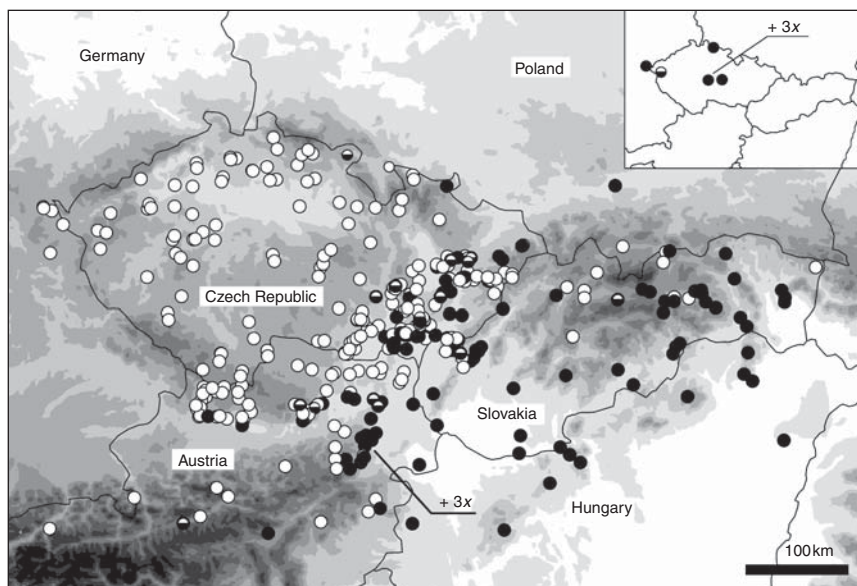 Germany
Poland
+ 3x
Czech Republic
Slovakia
Austria
+ 3x
Hungary
100 km